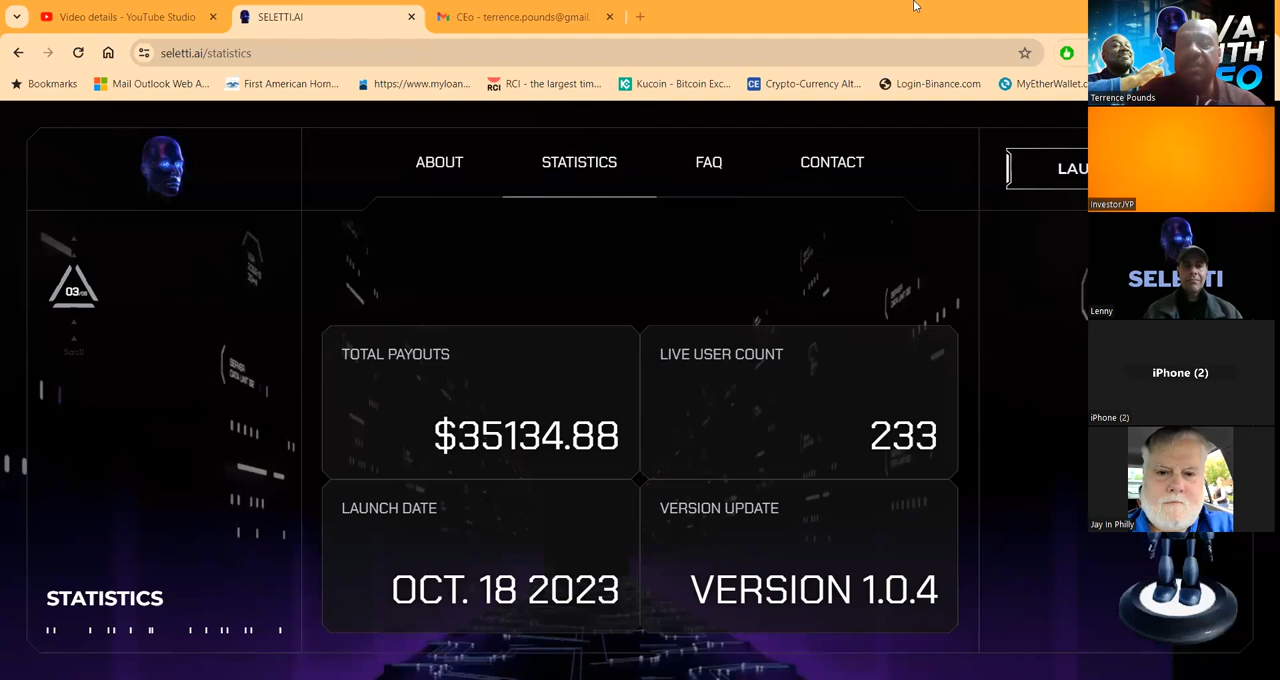 Video details - YouTube Studio
SELETTI.AI
CEo - terrence.pounds@gmail.
seletti.ai/statistics
Bookmarks
Mail Outlook Web A...
First American Hom...
https://www.myloan...
RCI - the largest tim...
Kucoin - Bitcoin Exc...
Crypto-Currency Alt...
Login-Binance.com
MyEtherWallet.c
ABOUT
STATISTICS
FAQ
CONTACT
LAU
03
Scroll
TOTAL PAYOUTS
$35134.88
LIVE USER COUNT
233
LAUNCH DATE
OCT. 18 2023
VERSION UPDATE
VERSION 1.0.4
STATISTICS
Terrence Pounds
InvestorJYP
SELETTI
Lenny
iPhone (2)
iPhone (2)
Jay In Philly